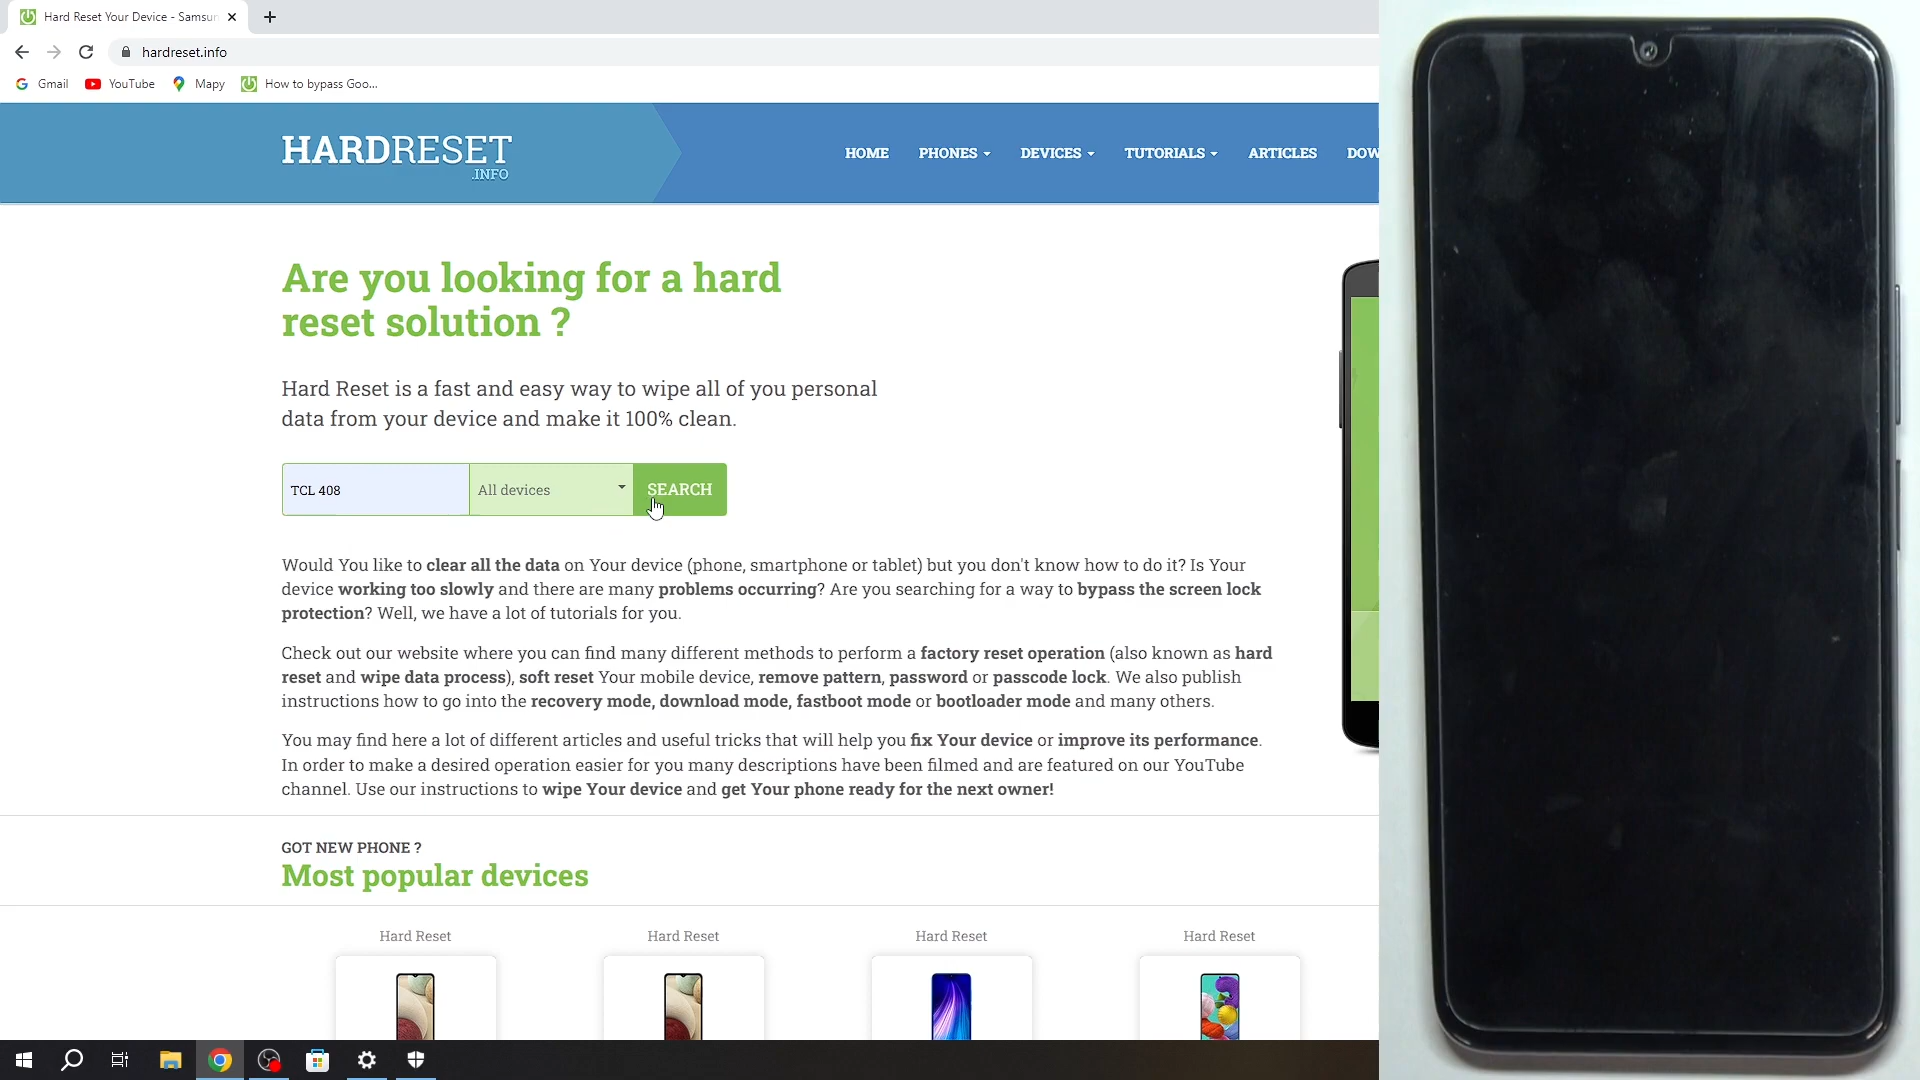 Hard Reset Your Device - Samsun
hardreset.info
Gmail YouTube Mapy How to bypass Goo...
HARDRESET
.INFO
HOME PHONES DEVICES TUTORIALS ARTICLES DOW
Are you looking for a hard
reset solution ?
Hard Reset is a fast and easy way to wipe all of you personal
data from your device and make it 100% clean.
TCL 408 All devices SEARCH
Would You like to clear all the data on Your device (phone, smartphone or tablet) but you don't know how to do it? Is Your
device working too slowly and there are many problems occurring? Are you searching for a way to bypass the screen lock
protection? Well, we have a lot of tutorials for you.
Check out our website where you can find many different methods to perform a factory reset operation (also known as hard
reset and wipe data process), soft reset Your mobile device, remove pattern, password or passcode lock. We also publish
instructions how to go into the recovery mode, download mode, fastboot mode or bootloader mode and many others.
You may find here a lot of different articles and useful tricks that will help you fix Your device or improve its performance.
In order to make a desired operation easier for you many descriptions have been filmed and are featured on our YouTube
channel. Use our instructions to wipe Your device and get Your phone ready for the next owner!
GOT NEW PHONE ?
Most popular devices
Hard Reset Hard Reset Hard Reset Hard Reset